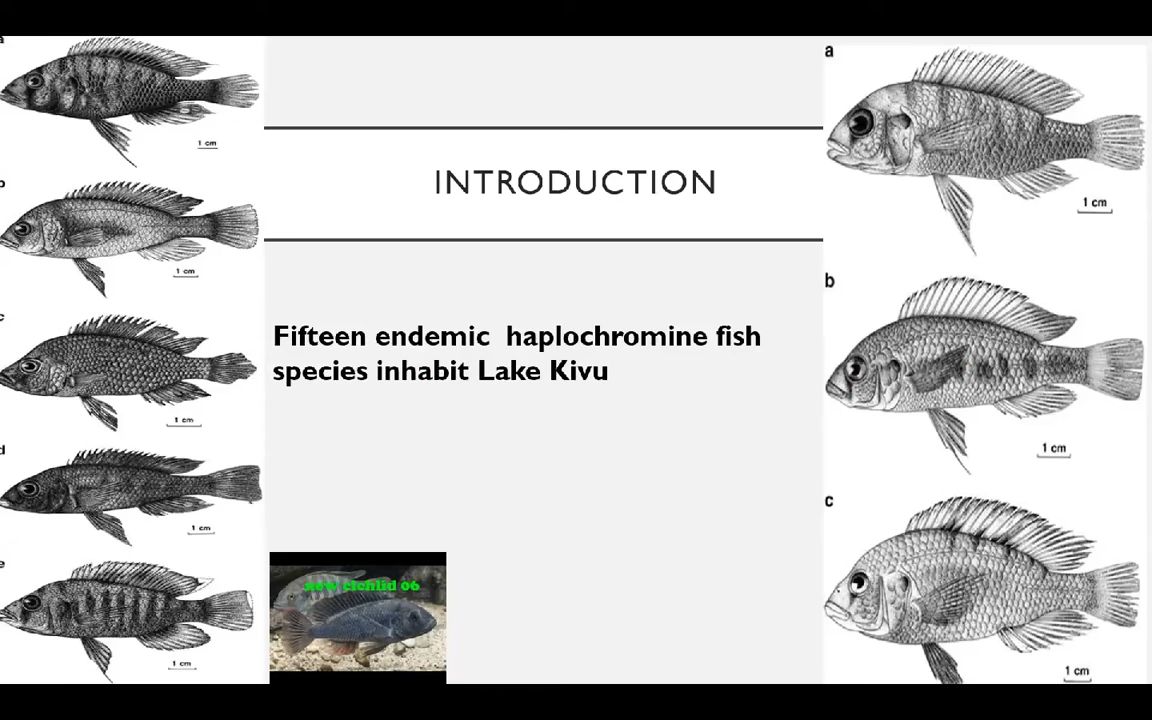 a
1 cm
b
1 cm
c
1 cm
d
1 cm
e
1 cm
INTRODUCTION
Fifteen endemic haplochromine fish
species inhabit Lake Kivu
new cichlid 06
a
1 cm
b
1 cm
c
1 cm